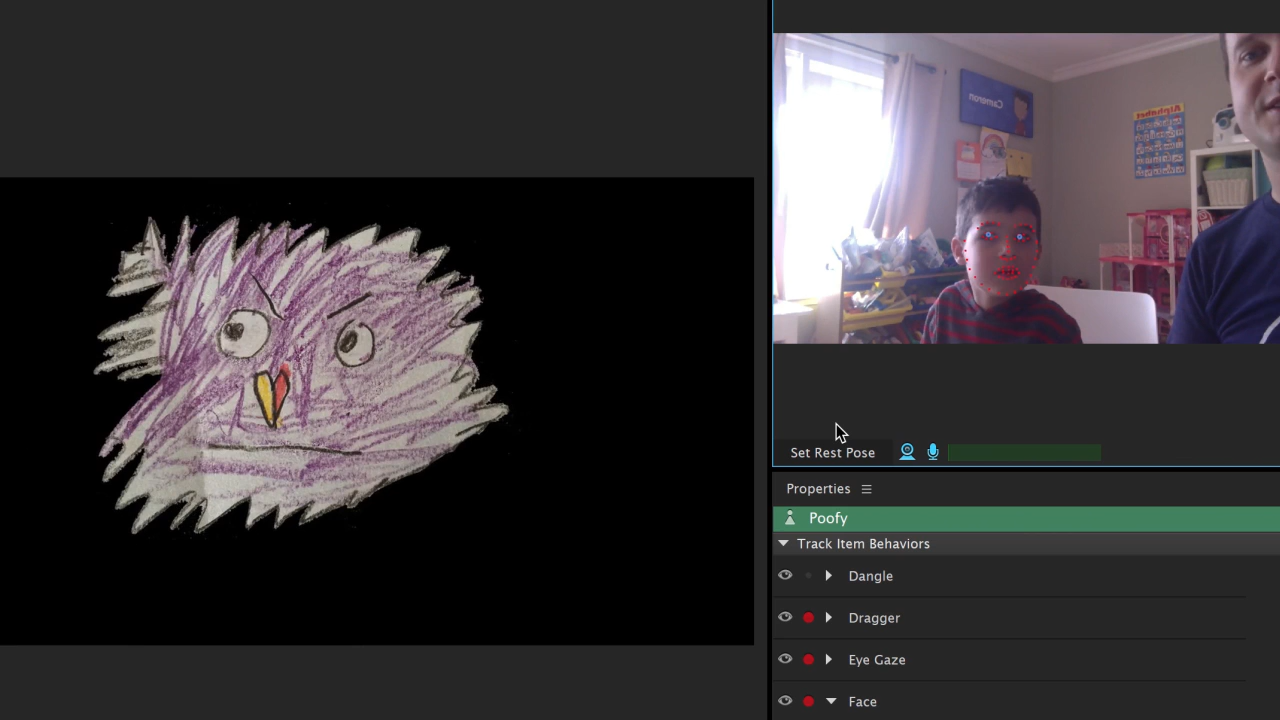 Cameron
Alphabet
Set Rest Pose
Properties
Poofy
Track Item Behaviors
Dangle
Dragger
Eye Gaze
Face